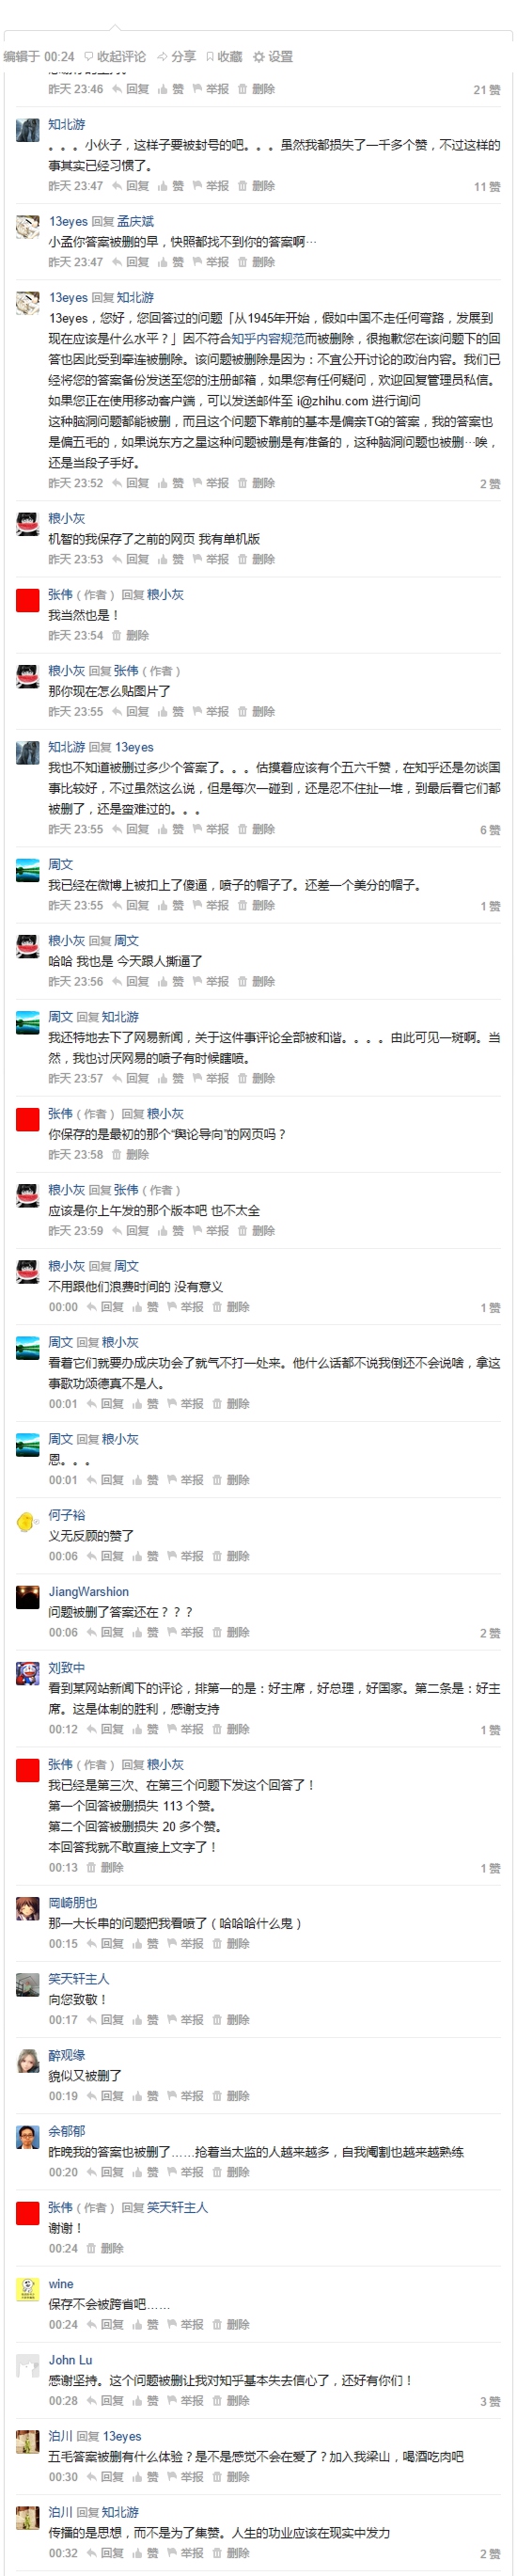 编辑于 00:24 收起评论 分享 收藏 设置
昨天 23:46 回复 赞 举报 删除 21 赞
知北游
。。。小伙子，这样子要被封号的吧。。。虽然我都损失了一千多个赞，不过这样的
事其实已经习惯了。
昨天 23:47 回复 赞 举报 删除 11 赞
13eyes 回复 孟庆斌
小孟你答案被删的早，快照都找不到你的答案啊…
昨天 23:47 回复 赞 举报 删除
13eyes 回复 知北游
13eyes，您好，您回答过的问题「从1945年开始，假如中国不走任何弯路，发展到
现在应该是什么水平？」因不符合知乎内容规范而被删除，很抱歉您在该问题下的回
答也因此受到牵连被删除。该问题被删除是因为：不宜公开讨论的政治内容。我们已
经将您的答案备份发送至您的注册邮箱，如果您有任何疑问，欢迎回复管理员私信。
如果您正在使用移动客户端，可以发送邮件至 i@zhihu.com 进行询问
这种脑洞问题都能被删，而且这个问题下靠前的基本是偏亲TG的答案，我的答案也
是偏五毛的，如果说东方之星这种问题被删是有准备的，这种脑洞问题也被删…唉，
还是当段子手好。
昨天 23:52 回复 赞 举报 删除 2 赞
粮小灰
机智的我保存了之前的网页 我有单机版
昨天 23:53 回复 赞 举报 删除
张伟（作者） 回复 粮小灰
我当然也是！
昨天 23:54 删除
粮小灰 回复 张伟（作者）
那你现在怎么贴图片了
昨天 23:55 回复 赞 举报 删除
知北游 回复 13eyes
我也不知道被删过多少个答案了。。。估摸着应该有个五六千赞，在知乎还是勿谈国
事比较好，不过虽然这么说，但是每次一碰到，还是忍不住扯一堆，到最后看它们都
被删了，还是蛮难过的。。。
昨天 23:55 回复 赞 举报 删除 6 赞
周文
我已经在微博上被扣上了傻逼，喷子的帽子了。还差一个美分的帽子。
昨天 23:55 回复 赞 举报 删除 1 赞
粮小灰 回复 周文
哈哈 我也是 今天跟人撕逼了
昨天 23:56 回复 赞 举报 删除
周文 回复 知北游
我还特地去下了网易新闻，关于这件事评论全部被和谐。。。。由此可见一斑啊。当
然，我也讨厌网易的喷子有时候瞎喷。
昨天 23:57 回复 赞 举报 删除
张伟（作者） 回复 粮小灰
你保存的是最初的那个“舆论导向”的网页吗？
昨天 23:58 删除
粮小灰 回复 张伟（作者）
应该是你上午发的那个版本吧 也不太全
昨天 23:59 回复 赞 举报 删除
粮小灰 回复 周文
不用跟他们浪费时间的 没有意义
00:00 回复 赞 举报 删除 1 赞
周文 回复 粮小灰
看着它们就要办成庆功会了就气不打一处来。他什么话都不说我倒还不会说啥，拿这
事歌功颂德真不是人。
00:01 回复 赞 举报 删除
周文 回复 粮小灰
恩。。。
00:01 回复 赞 举报 删除
何子裕
义无反顾的赞了
00:06 回复 赞 举报 删除
JiangWarshion
问题被删了答案还在？？？
00:06 回复 赞 举报 删除 2 赞
刘致中
看到某网站新闻下的评论，排第一的是：好主席，好总理，好国家。第二条是：好主
席。这是体制的胜利，感谢支持
00:12 回复 赞 举报 删除 1 赞
张伟（作者） 回复 粮小灰
我已经是第三次、在第三个问题下发这个回答了！
第一个回答被删损失 113 个赞。
第二个回答被删损失 20 多个赞。
本回答我就不敢直接上文字了！
00:13 删除 1 赞
岡崎朋也
那一大长串的问题把我看喷了（哈哈哈什么鬼）
00:15 回复 赞 举报 删除
笑天轩主人
向您致敬！
00:17 回复 赞 举报 删除
醉观缘
貌似又被删了
00:19 回复 赞 举报 删除
余郁郁
昨晚我的答案也被删了……抢着当太监的人越来越多，自我阉割也越来越熟练
00:20 回复 赞 举报 删除
张伟（作者） 回复 笑天轩主人
谢谢！
00:24 删除
wine
保存不会被跨省吧……
00:24 回复 赞 举报 删除
John Lu
感谢坚持。这个问题被删让我对知乎基本失去信心了，还好有你们！
00:28 回复 赞 举报 删除 3 赞
泊川 回复 13eyes
五毛答案被删有什么体验？是不是感觉不会在爱了？加入我梁山，喝酒吃肉吧
00:30 回复 赞 举报 删除
泊川 回复 知北游
传播的是思想，而不是为了集赞。人生的功业应该在现实中发力
00:32 回复 赞 举报 删除 2 赞